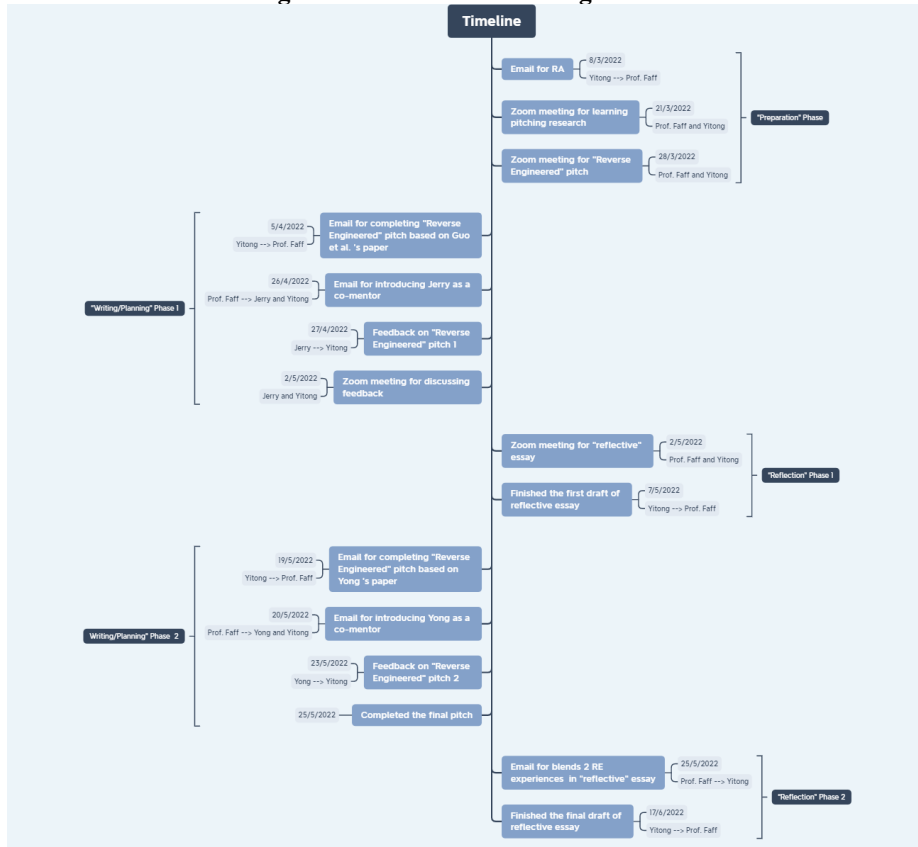 Timeline
Email for RA
8/3/2022
Yitong --> Prof. Faff
Zoom meeting for learning
pitching research
21/3/2022
Prof. Faff and Yitong
Zoom meeting for "Reverse
Engineered" pitch
28/3/2022
Prof. Faff and Yitong
"Preparation" Phase
"Writing/Planning" Phase 1
5/4/2022
Yitong --> Prof. Faff
Email for completing "Reverse
Engineered" pitch based on Guo
et al. 's paper
26/4/2022
Prof. Faff --> Jerry and Yitong
Email for introducing Jerry as a
co-mentor
27/4/2022
Jerry --> Yitong
Feedback on "Reverse
Engineered" pitch 1
2/5/2022
Jerry and Yitong
Zoom meeting for discussing
feedback
Zoom meeting for "reflective"
essay
2/5/2022
Prof. Faff and Yitong
Finished the first draft of
reflective essay
7/5/2022
Yitong --> Prof. Faff
"Reflection" Phase 1
Writing/Planning" Phase 2
19/5/2022
Yitong --> Prof. Faff
Email for completing "Reverse
Engineered" pitch based on
Yong 's paper
20/5/2022
Prof. Faff --> Yong and Yitong
Email for introducing Yong as a
co-mentor
23/5/2022
Yong --> Yitong
Feedback on "Reverse
Engineered" pitch 2
25/5/2022
Completed the final pitch
Email for blends 2 RE
experiences in "reflective" essay
25/5/2022
Prof. Faff --> Yitong
Finished the final draft of
reflective essay
17/6/2022
Yitong --> Prof. Faff
"Reflection" Phase 2